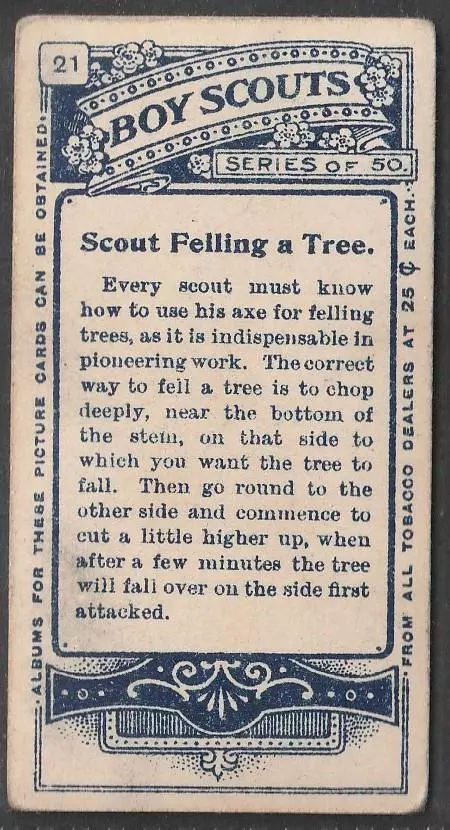 21
BOY SCOUTS
SERIES OF 50.
Scout Felling a Tree.
Every scout must know
how to use his axe for felling
trees, as it is indispensable in
pioneering work. The correct
way to fell a tree is to chop
deeply, near the bottom of
the stem, on that side to
which you want the tree to
fall. Then go round to the
other side and commence to
cut a little higher up, when
after a few minutes the tree
will fall over on the side first
attacked.
ALBUMS FOR THESE PICTURE CARDS CAN BE OBTAINED
FROM ALL TOBACCO DEALERS AT 25 ¢ EACH.